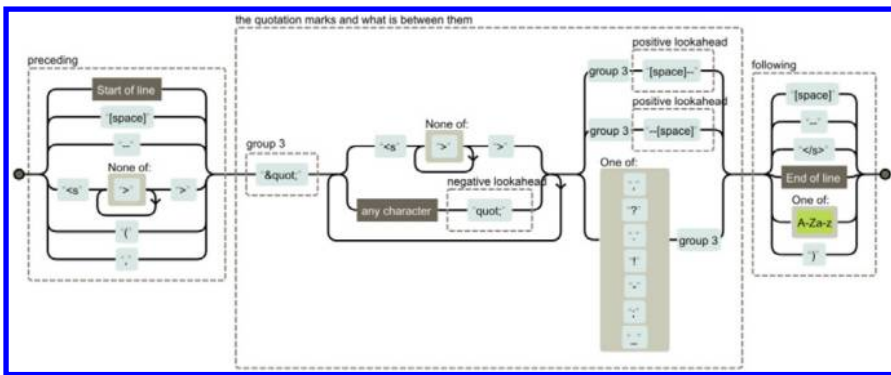 the quotation marks and what is between them
preceding
Start of line
"[space]"
"--"
None of:
"<s" ">" ">"
"("
group 3
"&quot;"
None of:
"<s" ">" ">"
negative lookahead
any character "quot;"
positive lookahead
group 3 "[space]--"
positive lookahead
group 3 "--[space]"
One of:
","
"?"
"."
"!"
"-"
";"
group 3
following
"[space]"
"</s>"
End of line
One of:
A-Za-z
")"